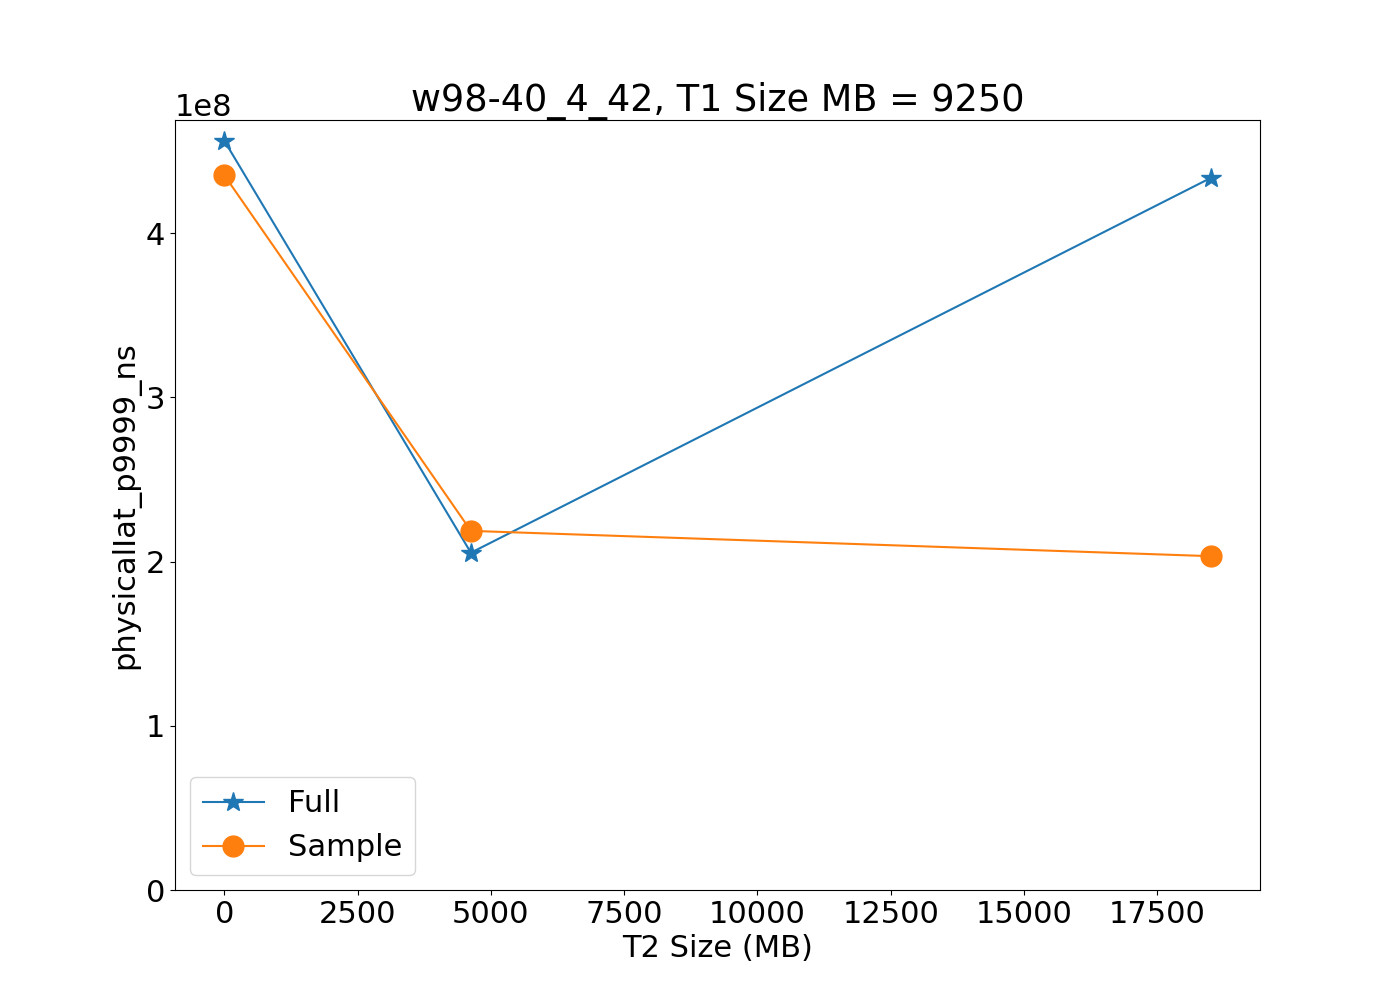 w98-40_4_42, T1 Size MB = 9250
1e8
physicallat_p9999_ns
4
3
2
1
0
Full
Sample
0 2500 5000 7500 10000 12500 15000 17500
T2 Size (MB)